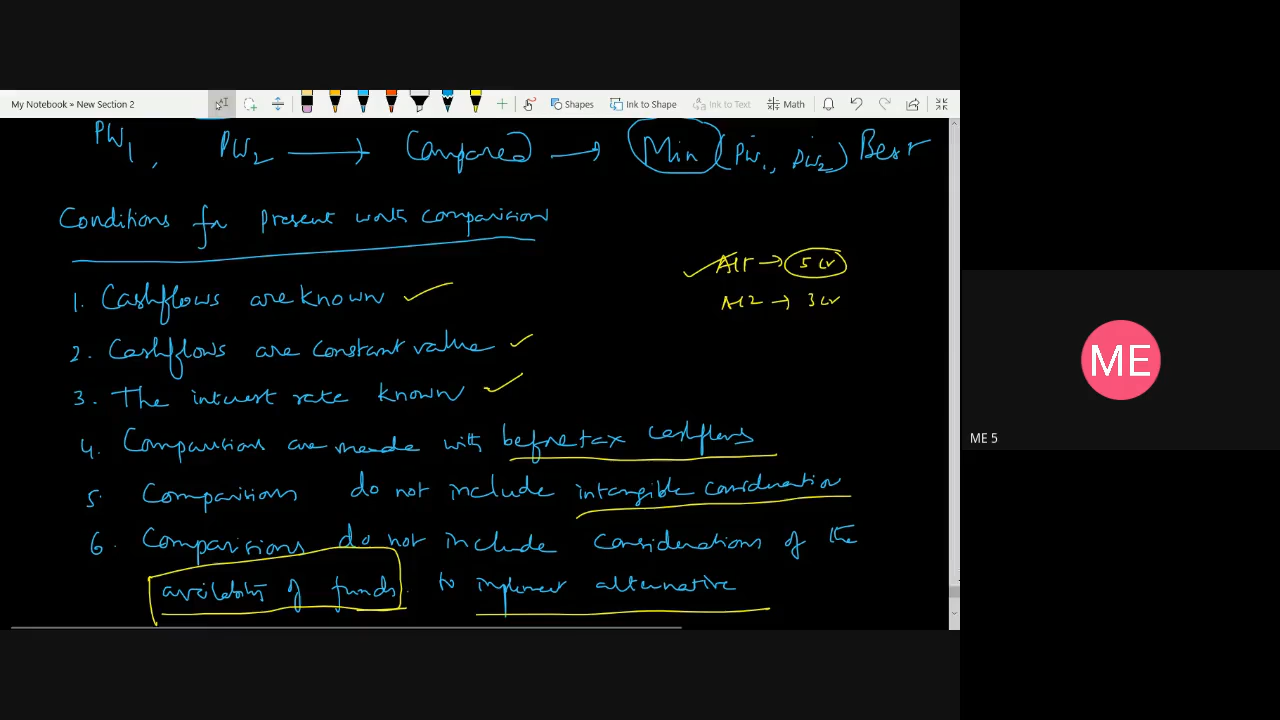 My Notebook » New Section 2
Shapes Ink to Shape Ink to Text Math
PW1, PW2 → Compared → Min (PW1, PW2) Best
Conditions for Present worth comparision
Alt → 5 cr
Alt2 → 3 cr
1. Cashflows are known
2. Cashflows are constant value
3. The interest rate known
4. Comparisions are made with before tax cashflows
5. Comparisions do not include intangible consideration
6. Comparisions do not include considerations of the
availability of funds. to implement alternative
ME
ME 5